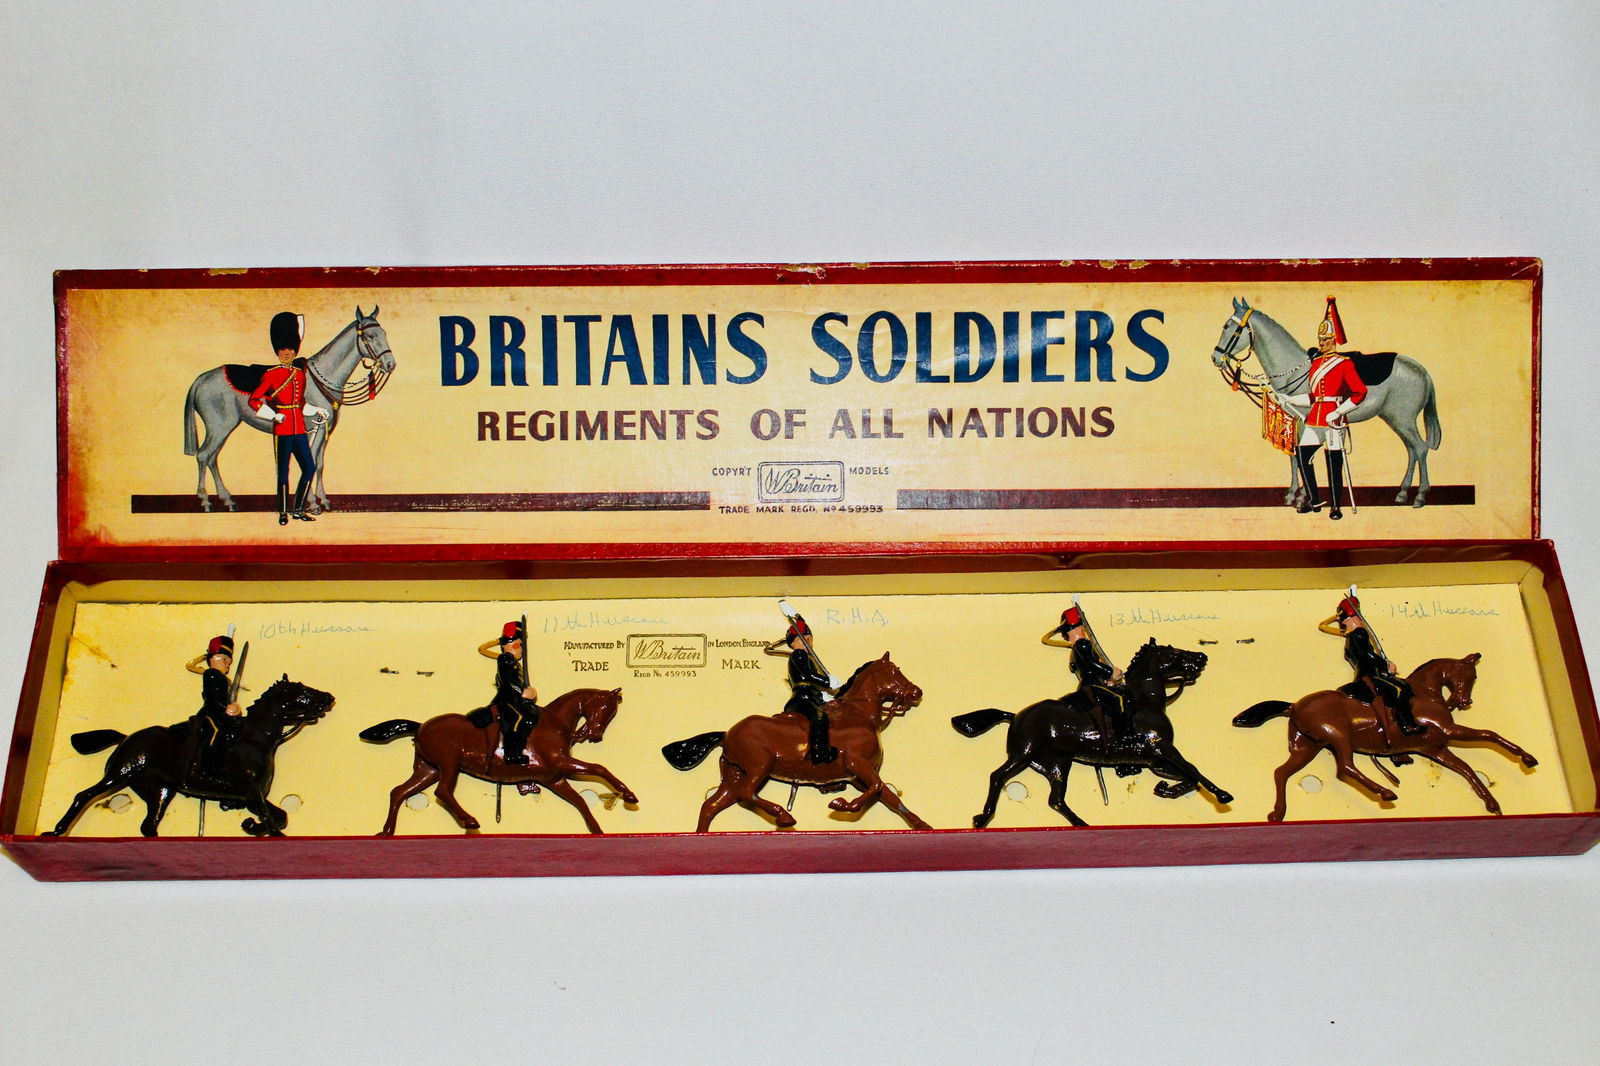 BRITAINS SOLDIERS
REGIMENTS OF ALL NATIONS
COPYR'T W Britain MODELS
TRADE MARK REGD. No 459993
10th Hussars
11th Hussars
R.H.A.
13th Hussars
14th Hussars
MANUFACTURED BY W Britain IN LONDON, ENGLAND
TRADE MARK
REGD No 459993